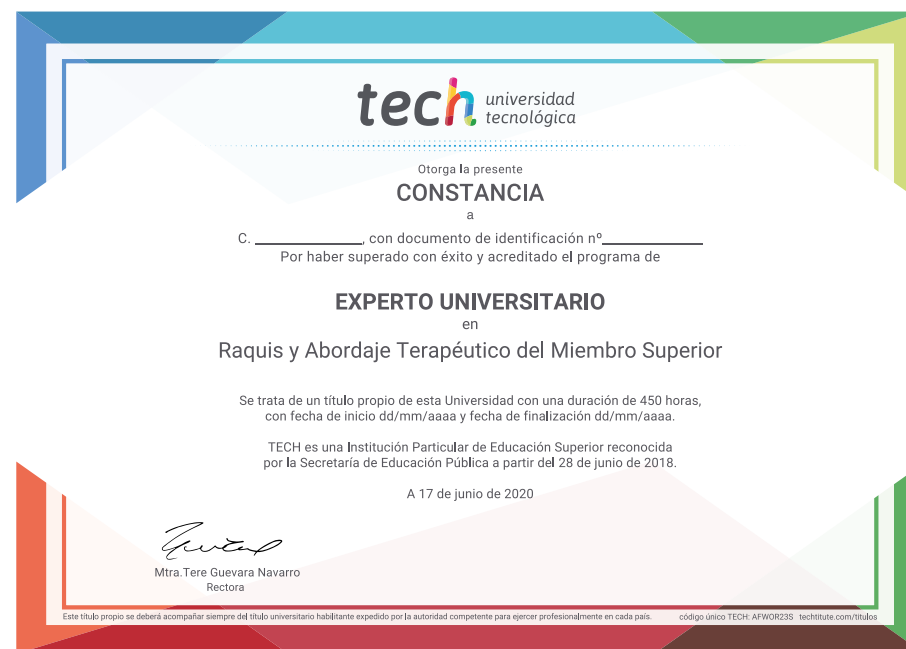 tech universidad
tecnológica
Otorga la presente
CONSTANCIA
a
C. ____________, con documento de identificación nº____________
Por haber superado con éxito y acreditado el programa de
EXPERTO UNIVERSITARIO
en
Raquis y Abordaje Terapéutico del Miembro Superior
Se trata de un título propio de esta Universidad con una duración de 450 horas,
con fecha de inicio dd/mm/aaaa y fecha de finalización dd/mm/aaaa.
TECH es una Institución Particular de Educación Superior reconocida
por la Secretaría de Educación Pública a partir del 28 de junio de 2018.
A 17 de junio de 2020
Mtra.Tere Guevara Navarro
Rectora
Este título propio se deberá acompañar siempre del título universitario habilitante expedido por la autoridad competente para ejercer profesionalmente en cada país. código único TECH: AFWOR23S techtitute.com/titulos